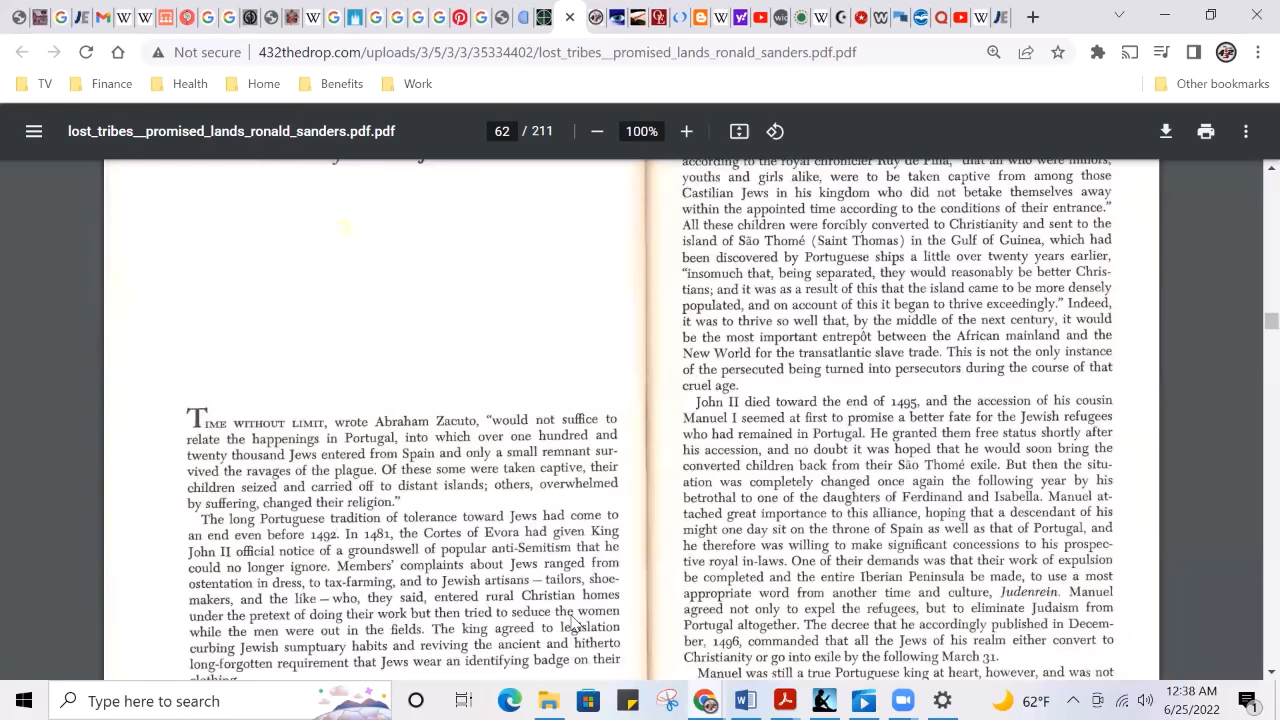 Not secure
432thedrop.com/uploads/3/5/3/3/35334402/lost_tribes__promised_lands_ronald_sanders.pdf.pdf
TV
Finance
Health
Home
Benefits
Work
Other bookmarks
lost_tribes__promised_lands_ronald_sanders.pdf.pdf
62 / 211
100%
TIME WITHOUT LIMIT, wrote Abraham Zacuto, “would not suffice to
relate the happenings in Portugal, into which over one hundred and
twenty thousand Jews entered from Spain and only a small remnant sur-
vived the ravages of the plague. Of these some were taken captive, their
children seized and carried off to distant islands; others, overwhelmed
by suffering, changed their religion.”
The long Portuguese tradition of tolerance toward Jews had come to
an end even before 1492. In 1481, the Cortes of Evora had given King
John II official notice of a groundswell of popular anti-Semitism that he
could no longer ignore. Members’ complaints about Jews ranged from
ostentation in dress, to tax-farming, and to Jewish artisans – tailors, shoe-
makers, and the like – who, they said, entered rural Christian homes
under the pretext of doing their work but then tried to seduce the women
while the men were out in the fields. The king agreed to legislation
curbing Jewish sumptuary habits and reviving the ancient and hitherto
long-forgotten requirement that Jews wear an identifying badge on their
clothing.
according to the royal chronicler Ruy de Pina, “that all who were minors,
youths and girls alike, were to be taken captive from among those
Castilian Jews in his kingdom who did not betake themselves away
within the appointed time according to the conditions of their entrance.”
All these children were forcibly converted to Christianity and sent to the
island of São Thomé (Saint Thomas) in the Gulf of Guinea, which had
been discovered by Portuguese ships a little over twenty years earlier,
“insomuch that, being separated, they would reasonably be better Chris-
tians; and it was as a result of this that the island came to be more densely
populated, and on account of this it began to thrive exceedingly.” Indeed,
it was to thrive so well that, by the middle of the next century, it would
be the most important entrepôt between the African mainland and the
New World for the transatlantic slave trade. This is not the only instance
of the persecuted being turned into persecutors during the course of that
cruel age.
John II died toward the end of 1495, and the accession of his cousin
Manuel I seemed at first to promise a better fate for the Jewish refugees
who had remained in Portugal. He granted them free status shortly after
his accession, and no doubt it was hoped that he would soon bring the
converted children back from their São Thomé exile. But then the situ-
ation was completely changed once again the following year by his
betrothal to one of the daughters of Ferdinand and Isabella. Manuel at-
tached great importance to this alliance, hoping that a descendant of his
might one day sit on the throne of Spain as well as that of Portugal, and
he therefore was willing to make significant concessions to his prospec-
tive royal in-laws. One of their demands was that their work of expulsion
be completed and the entire Iberian Peninsula be made, to use a most
appropriate word from another time and culture, Judenrein. Manuel
agreed not only to expel the refugees, but to eliminate Judaism from
Portugal altogether. The decree that he accordingly published in Decem-
ber, 1496, commanded that all the Jews of his realm either convert to
Christianity or go into exile by the following March 31.
Manuel was still a true Portuguese king at heart, however, and was not
Type here to search
62°F
12:38 AM
6/25/2022